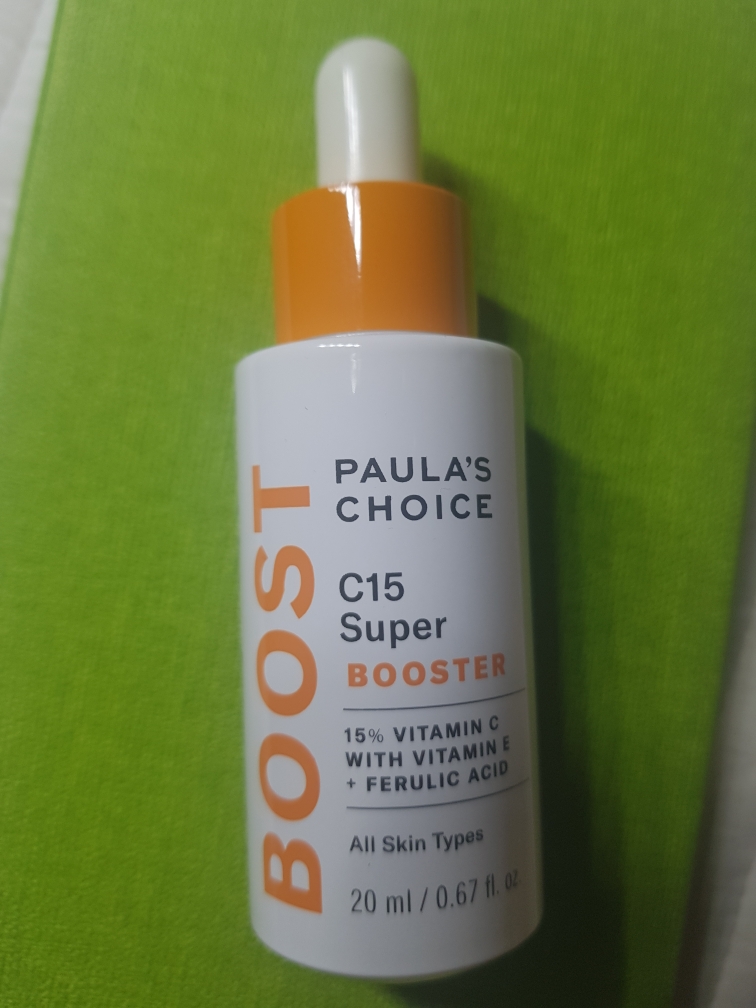 BOOST
PAULA'S
CHOICE
C15
Super
BOOSTER
15% VITAMIN C
WITH VITAMIN E
+ FERULIC ACID
All Skin Types
20 ml / 0.67 fl. oz.